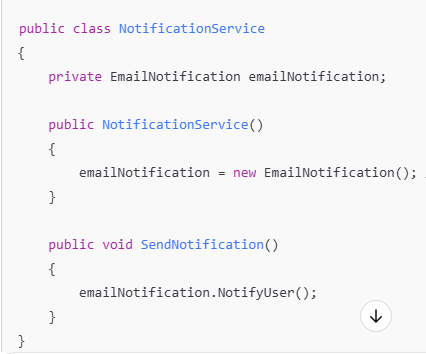 public class NotificationService
{
    private EmailNotification emailNotification;

    public NotificationService()
    {
        emailNotification = new EmailNotification();
    }

    public void SendNotification()
    {
        emailNotification.NotifyUser();
    }
}